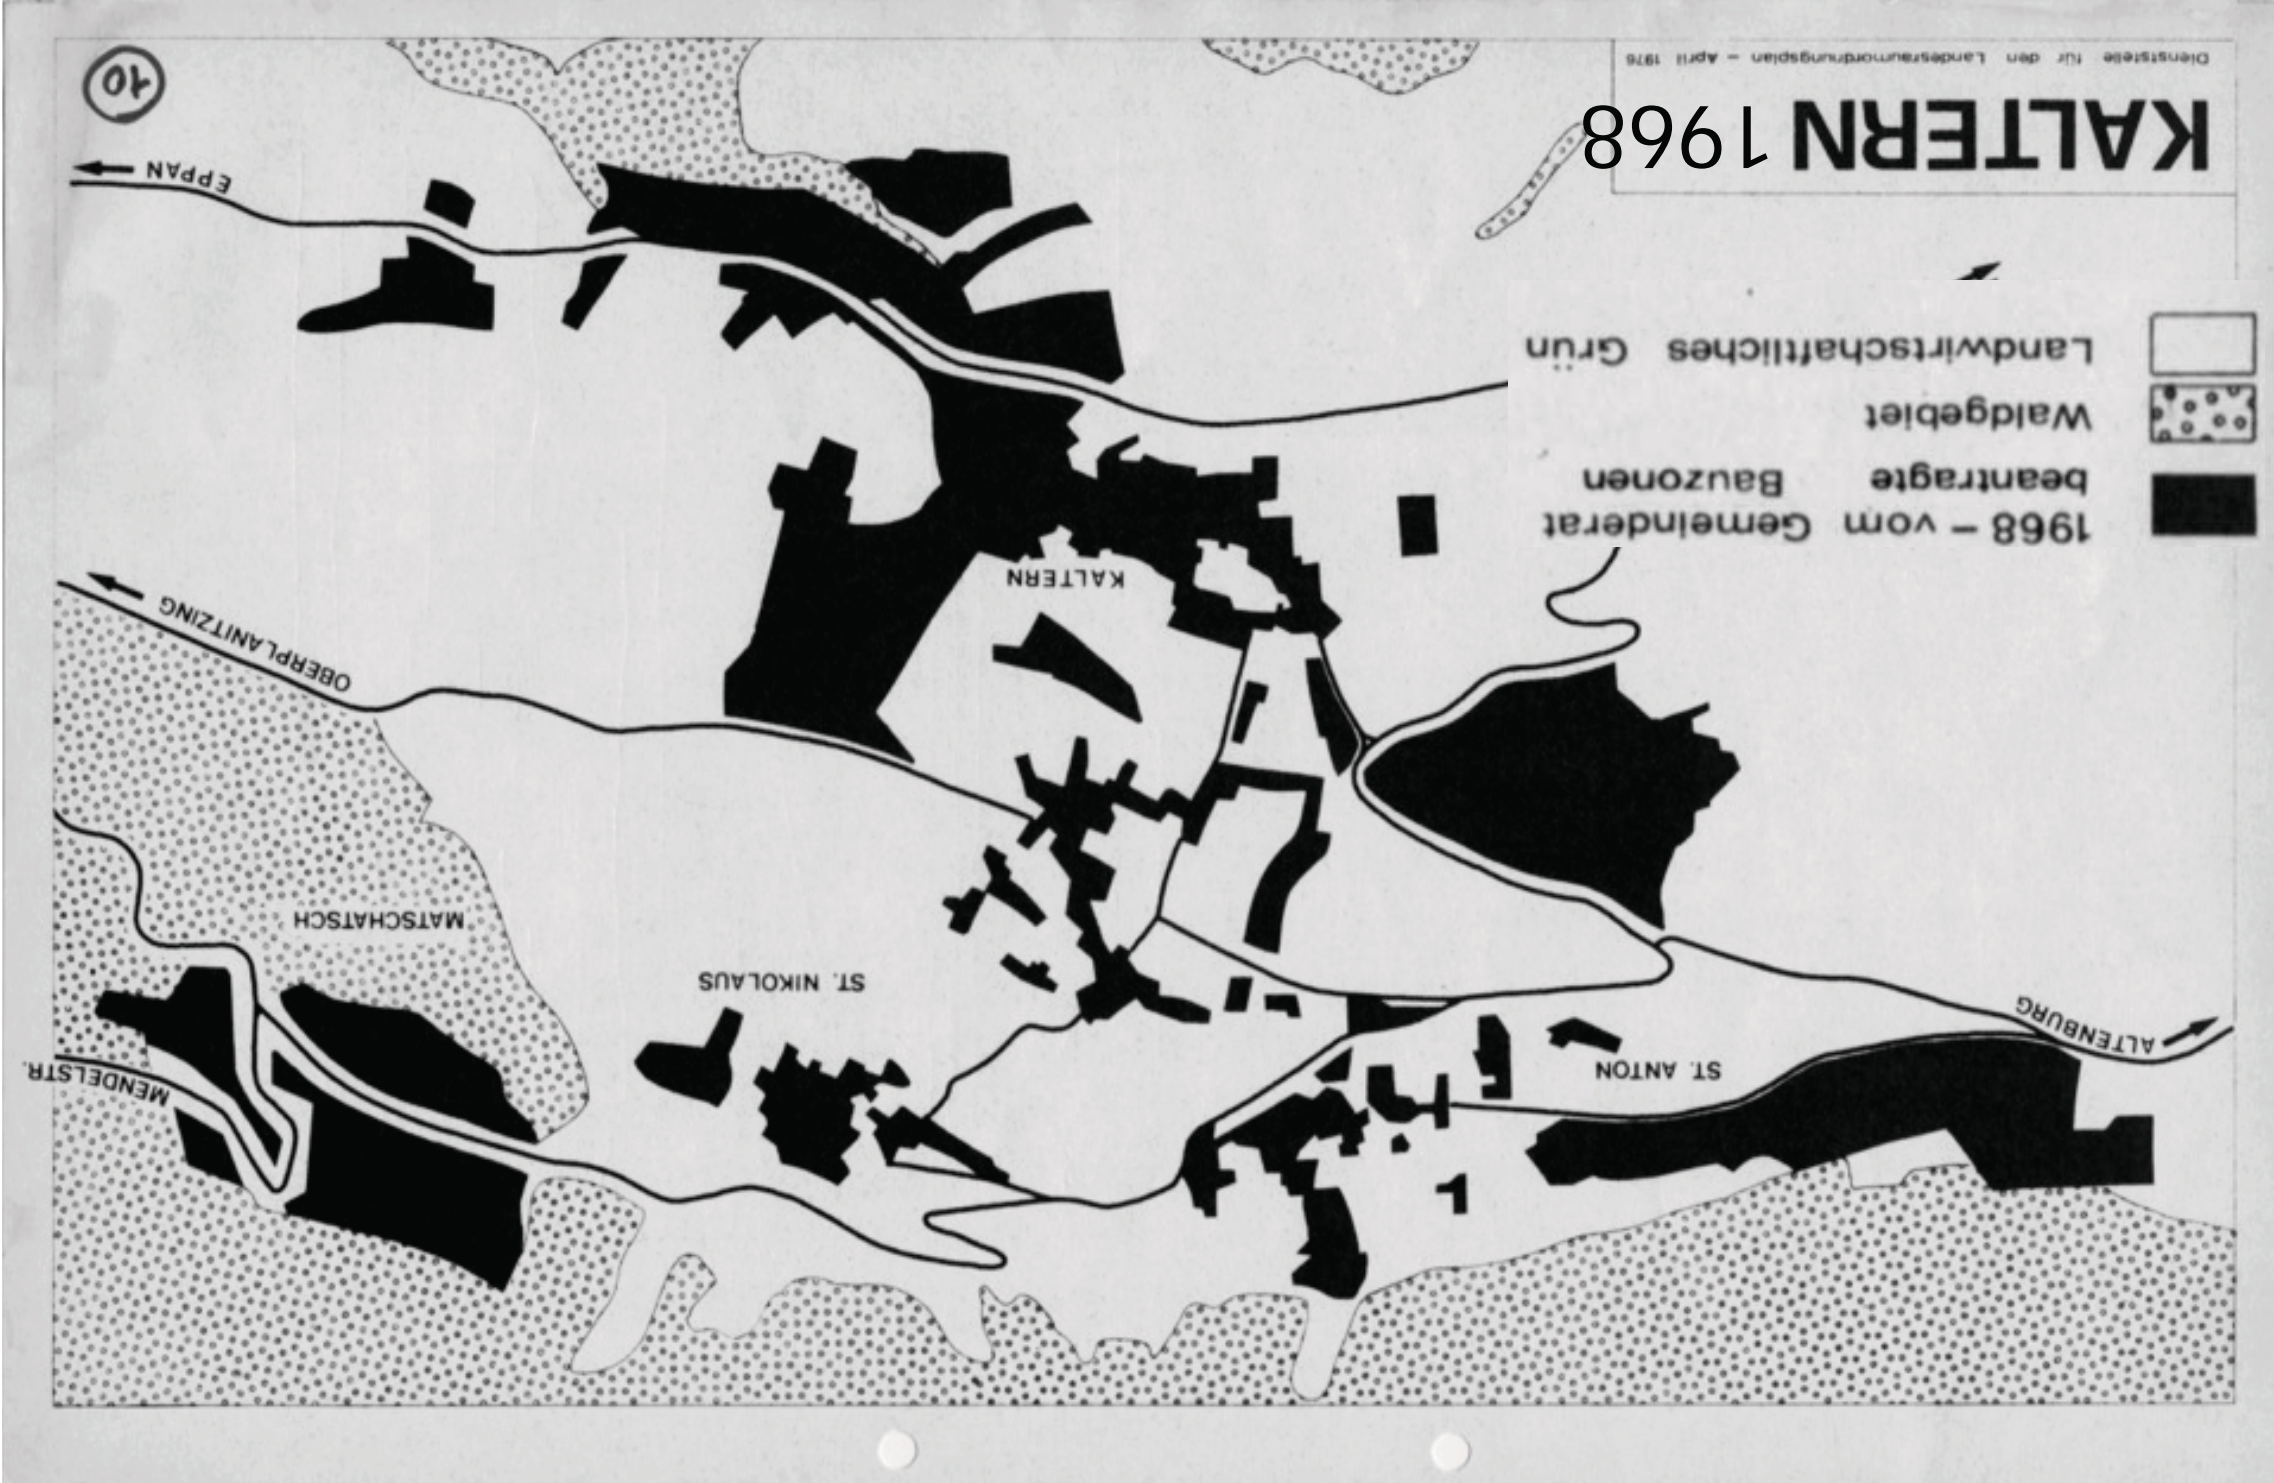 MENDELSTR.
ST. ANTON
ALTENBURG
ST. NIKOLAUS
MATSCHATSCH
OBERPLANITZING
KALTERN
1968 – vom Gemeinderat
beantragte Bauzonen
Waldgebiet
Landwirtschaftliches Grün
EPPAN
KALTERN 1968
Dienststelle für den Landesraumordnungsplan – April 1976
10